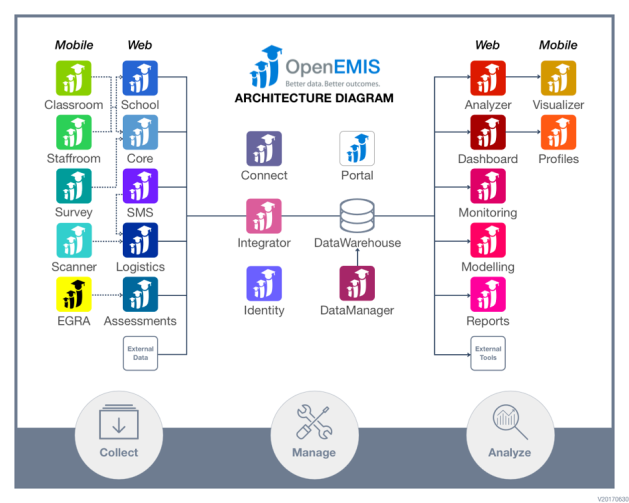 Mobile Web
OpenEMIS
Better data. Better outcomes.
ARCHITECTURE DIAGRAM
Web Mobile
Classroom School
Analyzer Visualizer
Staffroom Core
Connect Portal
Dashboard Profiles
Survey SMS
Monitoring
Integrator DataWarehouse
Scanner Logistics
Modelling
EGRA Assessments
Identity DataManager
Reports
External
Data
External
Tools
Collect
Manage
Analyze
V20170630